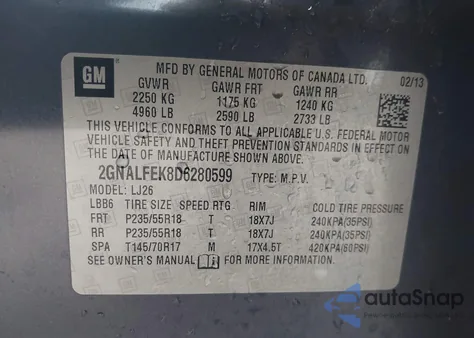 GM
MFD BY GENERAL MOTORS OF CANADA LTD. 02/13
GVWR GAWR FRT GAWR RR
2250 KG 1175 KG 1240 KG
4960 LB 2590 LB 2733 LB
THIS VEHICLE CONFORMS TO ALL APPLICABLE U.S. FEDERAL MOTOR
VEHICLE SAFETY, BUMPER, AND THEFT PREVENTION STANDARDS IN
EFFECT ON THE DATE OF MANUFACTURE SHOWN ABOVE.
2GNALFEK8D6280599 TYPE: M.P.V.
MODEL: LJ26
LBB6 TIRE SIZE SPEED RTG RIM COLD TIRE PRESSURE
FRT P235/55R18 T 18X7J 240KPA(35PSI)
RR P235/55R18 T 18X7J 240KPA(35PSI)
SPA T145/70R17 M 17X4.5T 420KPA(60PSI)
SEE OWNER'S MANUAL FOR MORE INFORMATION.
autoSnap